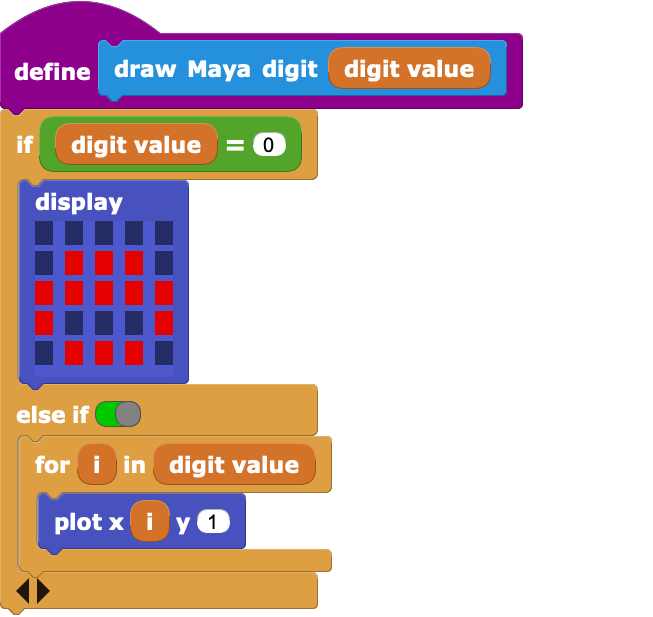 define draw Maya digit digit value
if digit value = 0
display
else if
for i in digit value
plot x i y 1